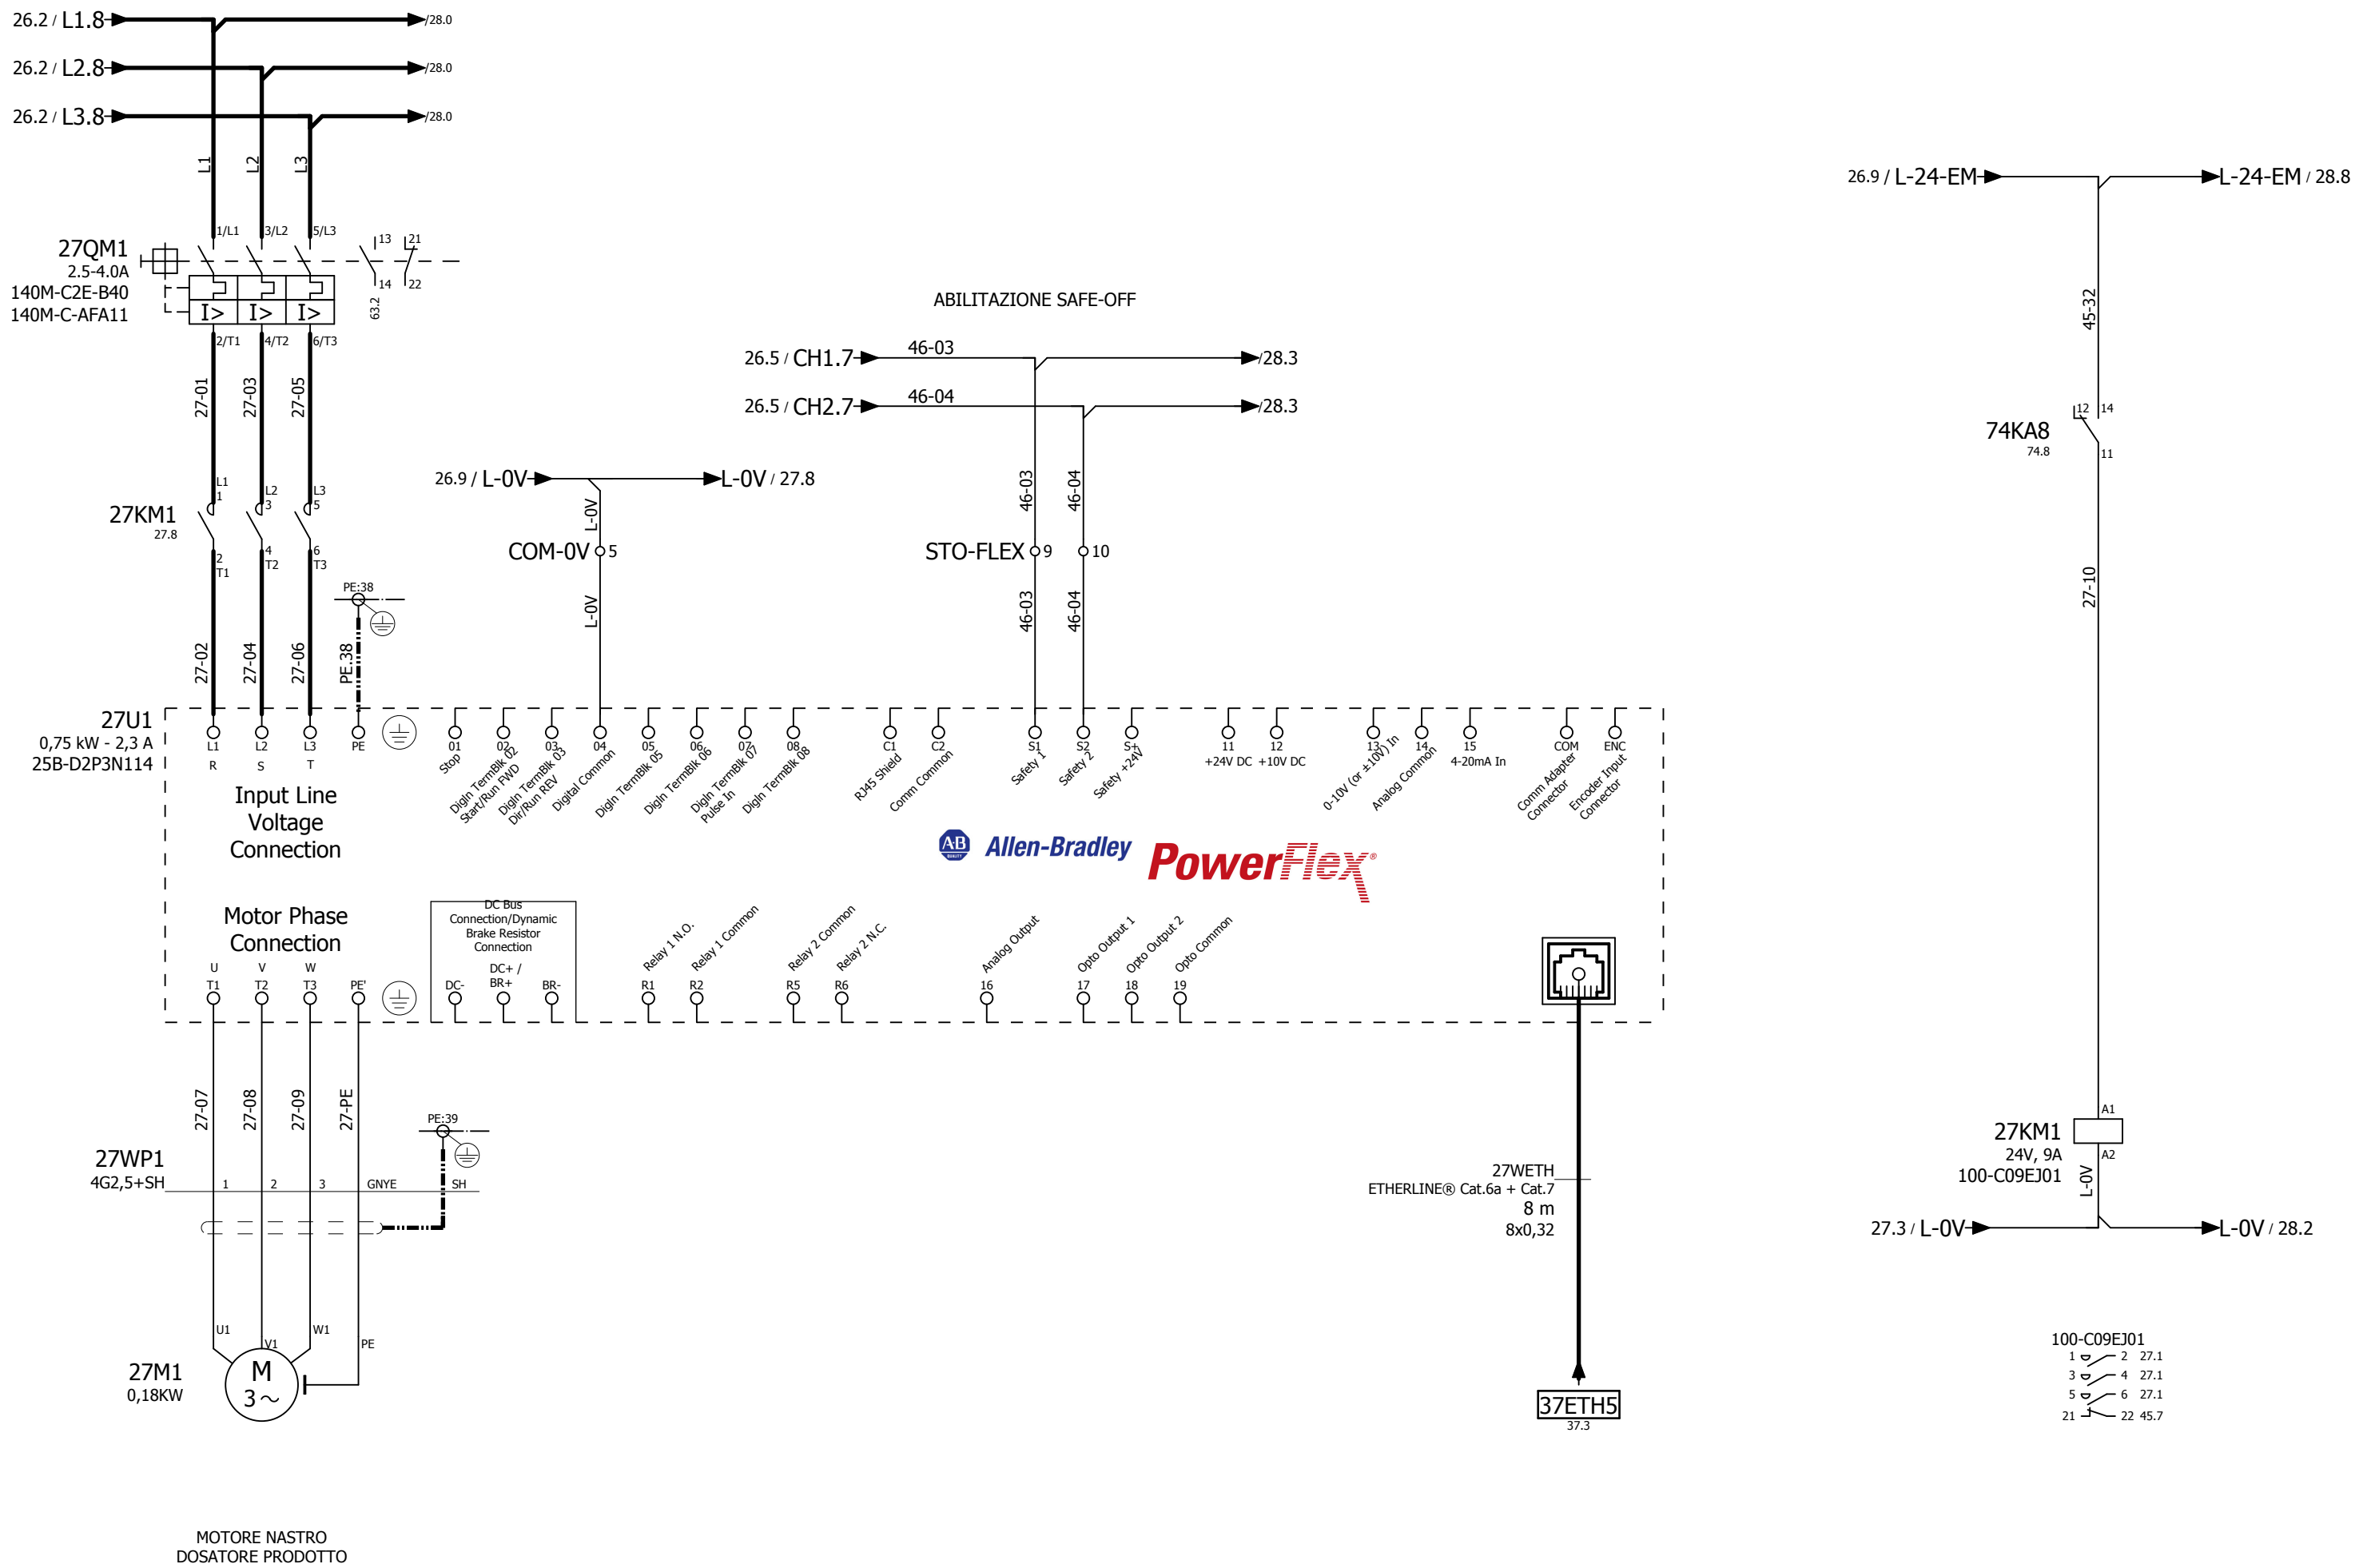 26.2 / L1.8
/28.0
26.2 / L2.8
/28.0
26.2 / L3.8
/28.0
L1
L2
L3
27QM1
2.5-4.0A
140M-C2E-B40
140M-C-AFA11
1/L1
3/L2
5/L3
13
21
14
22
63.2
I>
I>
I>
2/T1
4/T2
6/T3
27-01
27-03
27-05
27KM1
27.8
L1
1
L2
3
L3
5
2
T1
4
T2
6
T3
27-02
27-04
27-06
PE:38
PE.38
26.9 / L-0V
L-0V / 27.8
L-0V
COM-0V
5
L-0V
ABILITAZIONE SAFE-OFF
26.5 / CH1.7
46-03
/28.3
26.5 / CH2.7
46-04
/28.3
46-03
46-04
STO-FLEX
9
10
46-03
46-04
26.9 / L-24-EM
L-24-EM / 28.8
45-32
12
14
74KA8
74.8
11
27-10
27U1
0,75 kW - 2,3 A
25B-D2P3N114
L1
R
L2
S
L3
T
PE
01
Stop
02
DigIn TermBlk 02
Start/Run FWD
03
DigIn TermBlk 03
Dir/Run REV
04
Digital Common
05
DigIn TermBlk 05
06
DigIn TermBlk 06
07
DigIn TermBlk 07
Pulse In
08
DigIn TermBlk 08
C1
RJ45 Shield
C2
Comm Common
S1
Safety 1
S2
Safety 2
S+
Safety +24V
11
+24V DC
12
+10V DC
13
0-10V (or ±10V) In
14
Analog Common
15
4-20mA In
COM
Comm Adapter
Connector
ENC
Encoder Input
Connector
Input Line
Voltage
Connection
AB
QUALITY
Allen-Bradley
PowerFlex®
Motor Phase
Connection
U
T1
V
T2
W
T3
PE'
DC Bus
Connection/Dynamic
Brake Resistor
Connection
DC-
DC+ /
BR+
BR-
Relay 1 N.O.
R1
Relay 1 Common
R2
Relay 2 Common
R5
Relay 2 N.C.
R6
Analog Output
16
Opto Output 1
17
Opto Output 2
18
Opto Common
19
27-07
27-08
27-09
27-PE
PE:39
27WP1
4G2,5+SH
1
2
3
GNYE
SH
27WETH
ETHERLINE® Cat.6a + Cat.7
8 m
8x0,32
37ETH5
37.3
U1
V1
W1
PE
27M1
0,18KW
M
3~
A1
27KM1
24V, 9A
100-C09EJ01
A2
L-0V
27.3 / L-0V
L-0V / 28.2
100-C09EJ01
1 2 27.1
3 4 27.1
5 6 27.1
21 22 45.7
MOTORE NASTRO
DOSATORE PRODOTTO